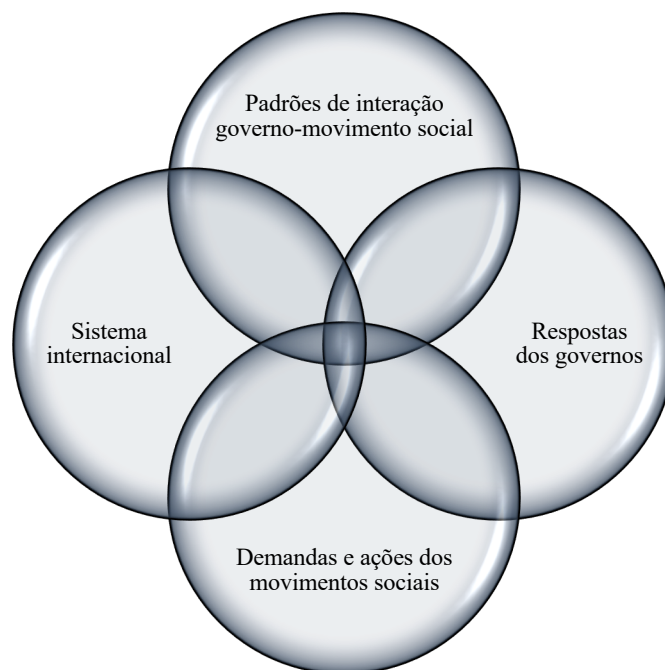 Padrões de interação
governo-movimento social
Sistema
internacional
Respostas
dos governos
Demandas e ações dos
movimentos sociais